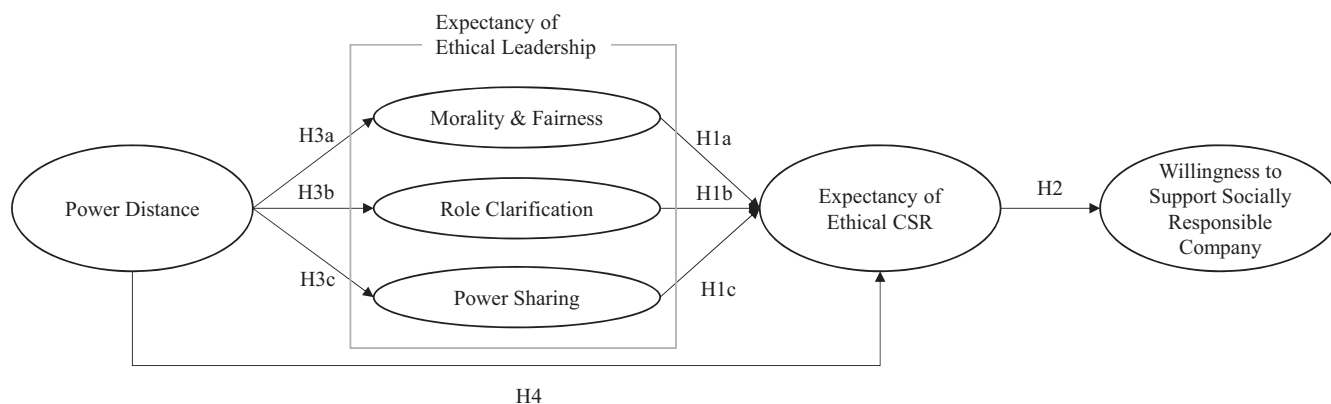 Expectancy of
Ethical Leadership
Morality & Fairness
H3a
H1a
Power Distance
H3b
Role Clarification
H1b
Expectancy of
Ethical CSR
H2
Willingness to
Support Socially
Responsible
Company
H3c
Power Sharing
H1c
H4